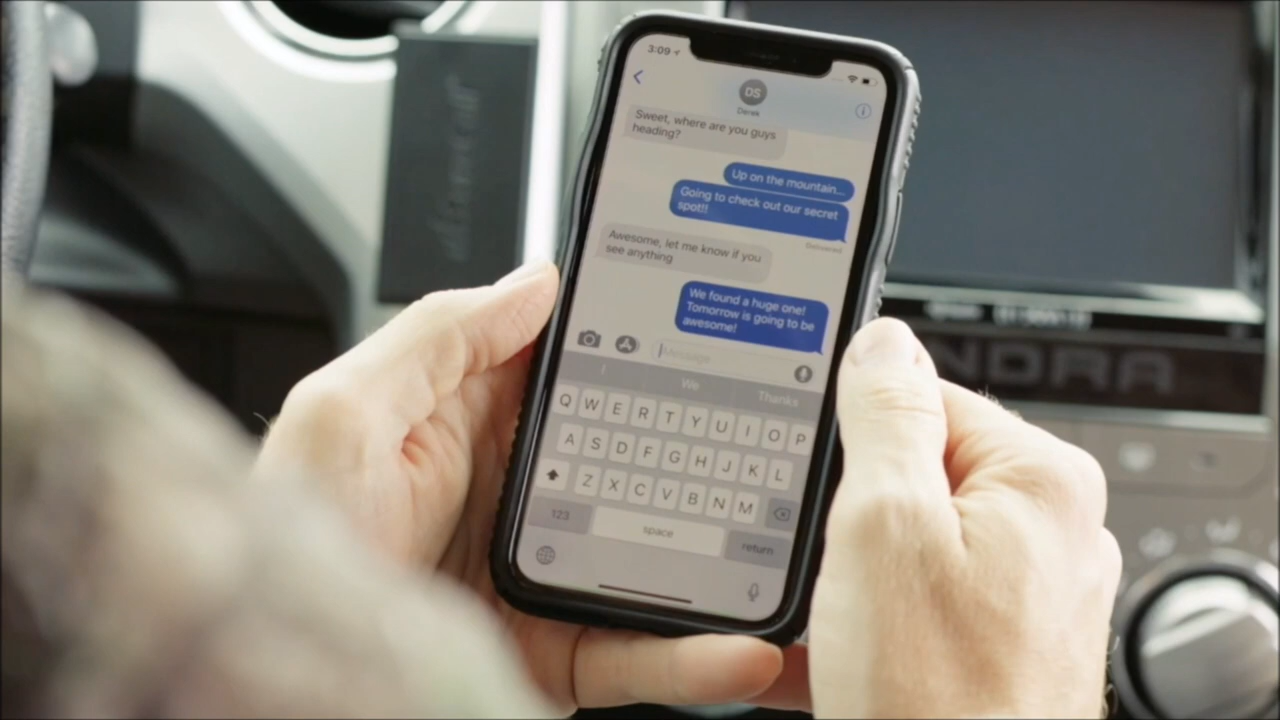 3:09
DS
Derek
Sweet, where are you guys
heading?
Up on the mountain...
Going to check out our secret
spot!!
Delivered
Awesome, let me know if you
see anything
We found a huge one!
Tomorrow is going to be
awesome!
Message
I We Thanks
Q W E R T Y U I O P
A S D F G H J K L
Z X C V B N M
123 space return
NDRA